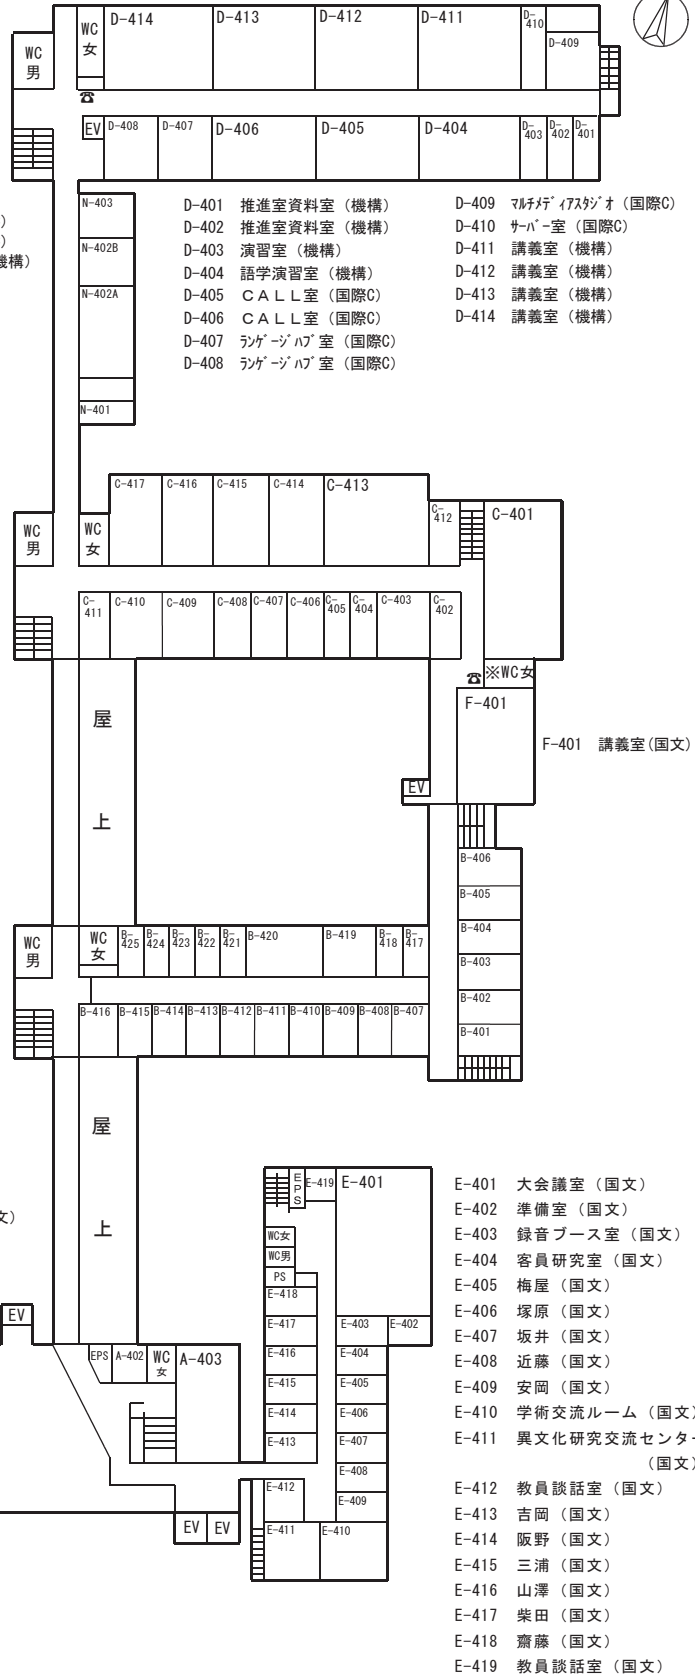 WC
男
WC
女
D-414
D-413
D-412
D-411
D-
410
D-409
☎
EV
D-408
D-407
D-406
D-405
D-404
D-
403
D-
402
D-
401
N-403
N-402B
N-402A
N-401
)
)
機構)
D-401 推進室資料室（機構）
D-402 推進室資料室（機構）
D-403 演習室（機構）
D-404 語学演習室（機構）
D-405 ＣＡＬＬ室（国際C）
D-406 ＣＡＬＬ室（国際C）
D-407 ﾗﾝｹﾞｰｼﾞﾊﾌﾞ室（国際C）
D-408 ﾗﾝｹﾞｰｼﾞﾊﾌﾞ室（国際C）
D-409 ﾏﾙﾁﾒﾃﾞｨｱｽﾀｼﾞｵ（国際C）
D-410 ｻｰﾊﾞｰ室（国際C）
D-411 講義室（機構）
D-412 講義室（機構）
D-413 講義室（機構）
D-414 講義室（機構）
WC
男
WC
女
C-417
C-416
C-415
C-414
C-413
C-
412
C-401
C-
411
C-410
C-409
C-408
C-407
C-406
C-
405
C-
404
C-403
C-
402
☎
※WC女
F-401
F-401 講義室(国文)
屋
上
EV
B-406
B-405
B-404
B-403
B-402
B-401
WC
男
WC
女
B-
425
B-
424
B-
423
B-
422
B-
421
B-420
B-419
B-
418
B-
417
B-416
B-415
B-414
B-413
B-412
B-411
B-410
B-409
B-408
B-407
屋
上
文)
EV
EPS
A-402
WC
女
A-403
EV
EV
EPS
E-419
E-401
WC女
WC男
PS
E-418
E-417
E-416
E-415
E-414
E-413
E-403
E-402
E-404
E-405
E-406
E-407
E-408
E-409
E-412
E-411
E-410
E-401 大会議室（国文）
E-402 準備室（国文）
E-403 録音ブース室（国文）
E-404 客員研究室（国文）
E-405 梅屋（国文）
E-406 塚原（国文）
E-407 坂井（国文）
E-408 近藤（国文）
E-409 安岡（国文）
E-410 学術交流ルーム（国文）
E-411 異文化研究交流センター
（国文）
E-412 教員談話室（国文）
E-413 吉岡（国文）
E-414 阪野（国文）
E-415 三浦（国文）
E-416 山澤（国文）
E-417 柴田（国文）
E-418 齋藤（国文）
E-419 教員談話室（国文）